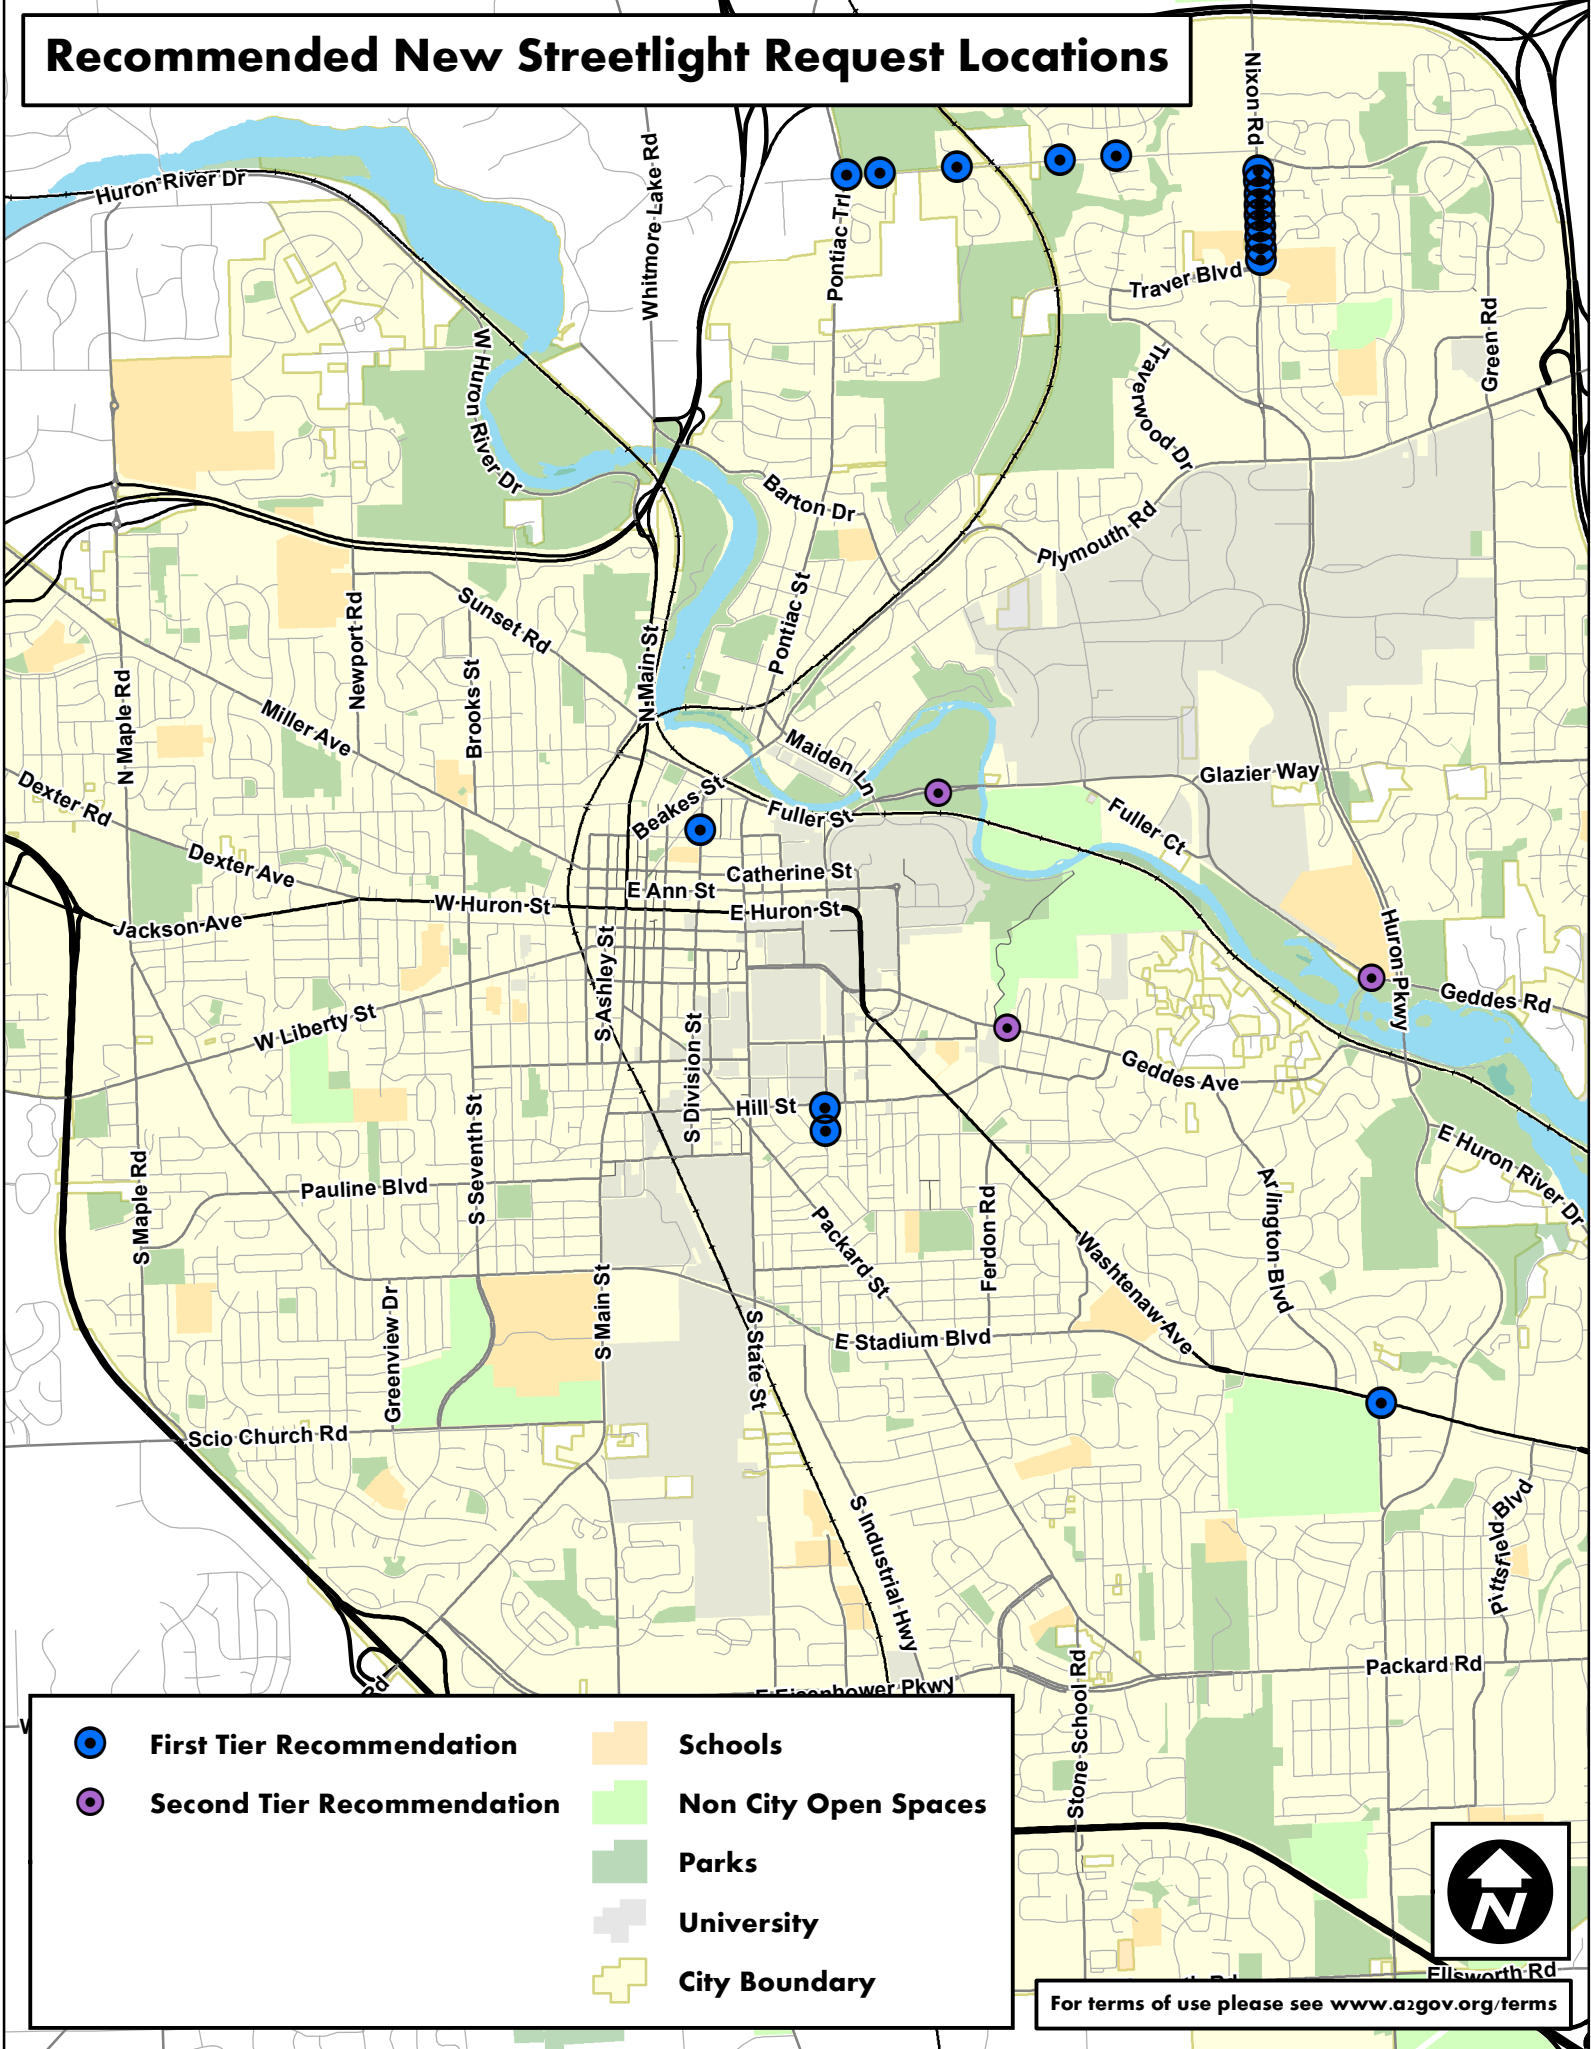 Recommended New Streetlight Request Locations
Nixon Rd
Whitmore Lake Rd
Huron River Dr
Pontiac Trl
Traver Blvd
Green Rd
W Huron River Dr
Traverwood Dr
Barton Dr
Plymouth Rd
Sunset Rd
Pontiac St
Newport Rd
N Main St
Brooks St
N Maple Rd
Miller Ave
Maiden Ln
Glazier Way
Dexter Rd
Beakes St
Fuller St
Fuller Ct
Dexter Ave
Catherine St
E Ann St
W Huron St
E Huron St
Jackson Ave
Huron Pkwy
S Ashley St
Geddes Rd
W Liberty St
S Division St
Geddes Ave
Hill St
S Seventh St
E Huron River Dr
S Maple Rd
Pauline Blvd
Arlington Blvd
Ferdon Rd
Packard St
Washtenaw Ave
S Main St
Greenview Dr
S State St
E Stadium Blvd
Scio Church Rd
S Industrial Hwy
Pittsfield Blvd
Packard Rd
Stone School Rd
Rd
E Eisenhower Pkwy
First Tier Recommendation
Second Tier Recommendation
Schools
Non City Open Spaces
Parks
University
City Boundary
N
Ellsworth Rd
For terms of use please see www.a2gov.org/terms